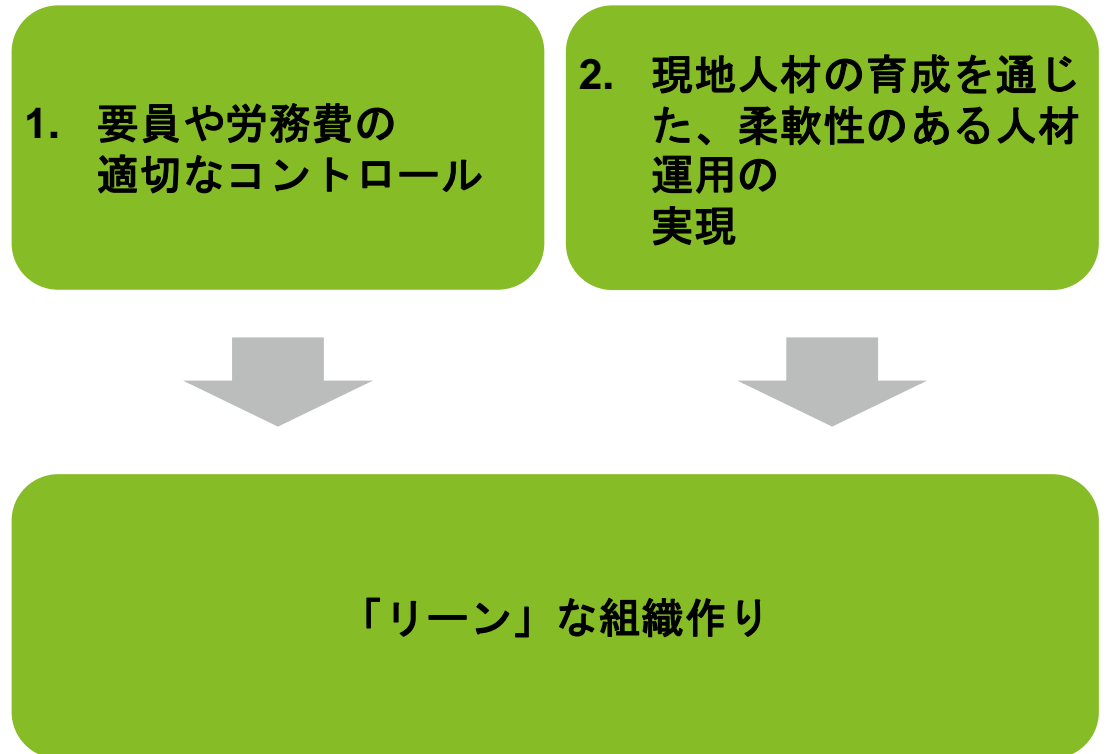 1. 要員や労務費の
適切なコントロール
2. 現地人材の育成を通じ
た、柔軟性のある人材
運用の
実現
「リーン」な組織作り